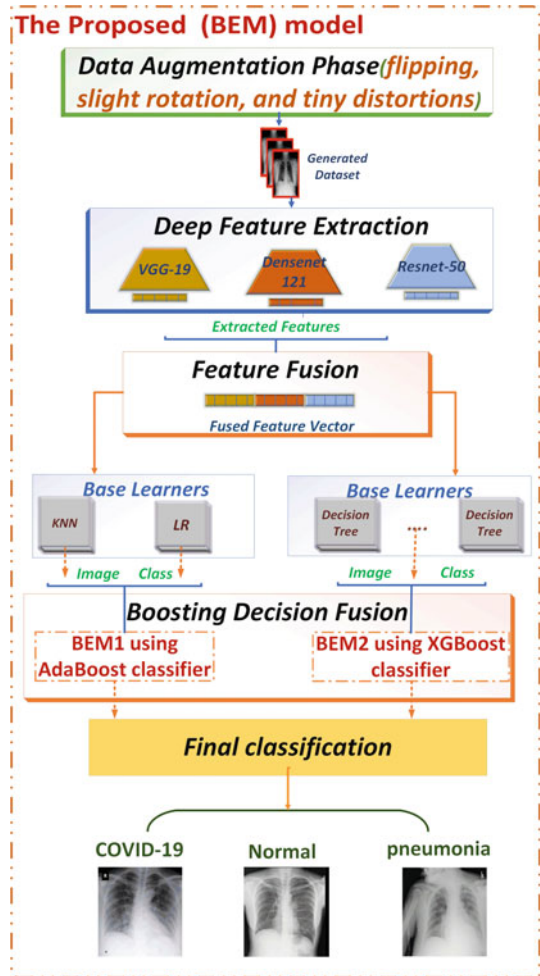 The Proposed (BEM) model
Data Augmentation Phase(flipping,
slight rotation, and tiny distortions)
Generated
Dataset
Deep Feature Extraction
VGG-19
Densenet
121
Resnet-50
Extracted Features
Feature Fusion
Fused Feature Vector
Base Learners
KNN
LR
Base Learners
Decision
Tree
....
Decision
Tree
Image Class
Image Class
Boosting Decision Fusion
BEM1 using
AdaBoost classifier
BEM2 using XGBoost
classifier
Final classification
COVID-19
Normal
pneumonia